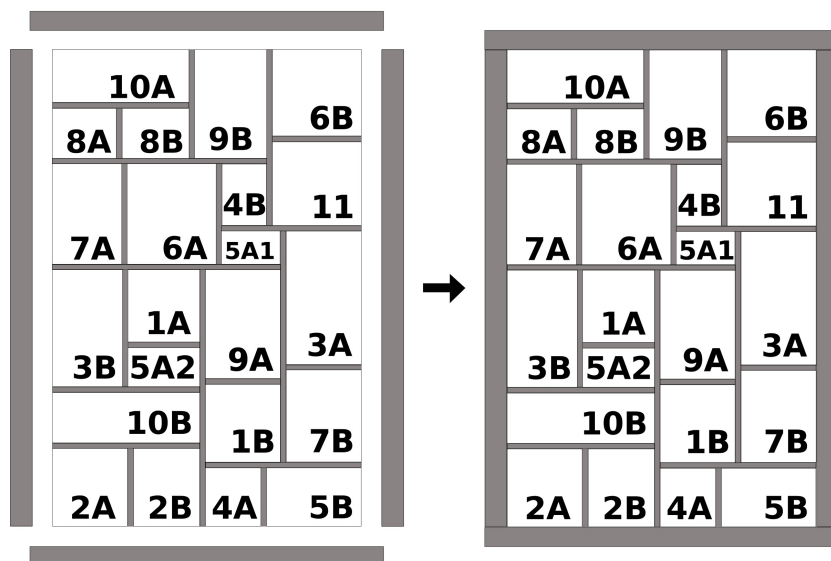 10A
6B
8A 8B 9B
4B 11
7A 6A 5A1
1A
3A
3B 5A2 9A
10B
1B 7B
2A 2B 4A 5B
10A
6B
8A 8B 9B
4B 11
7A 6A 5A1
1A
3A
3B 5A2 9A
10B
1B 7B
2A 2B 4A 5B